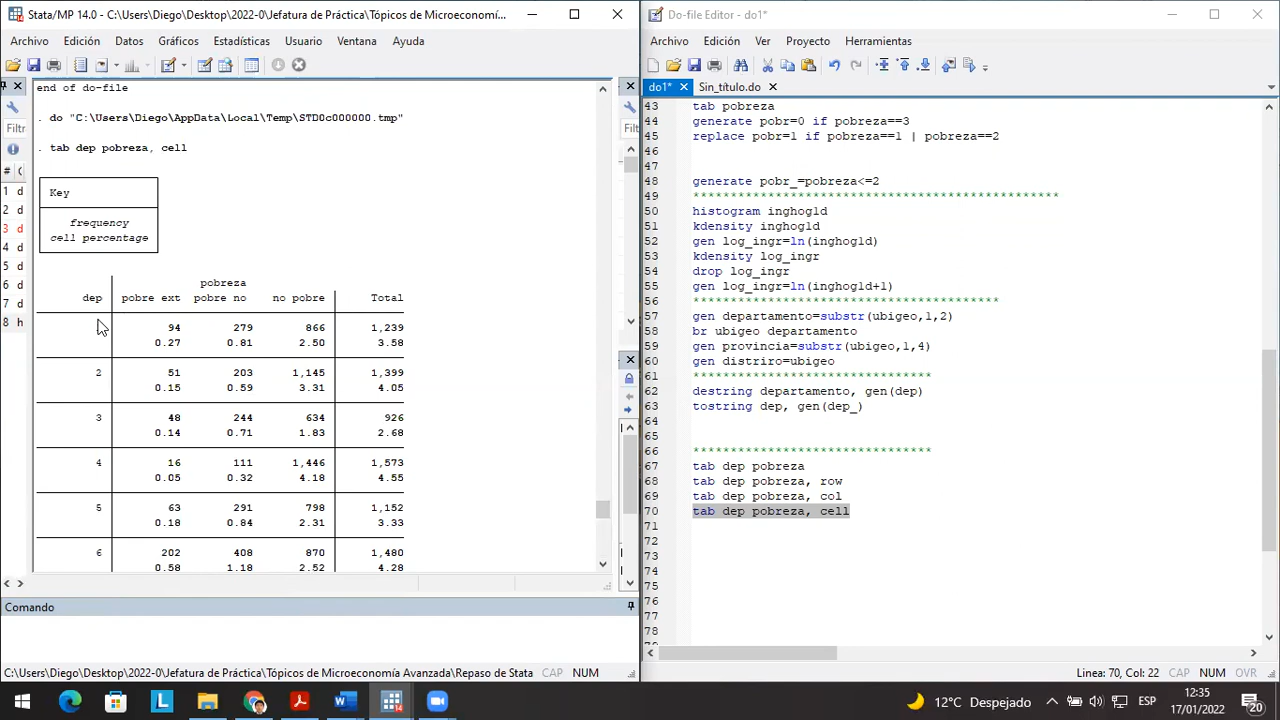 Stata/MP 14.0 - C:\Users\Diego\Desktop\2022-0\Jefatura de Práctica\Tópicos de Microeconomí...
Archivo Edición Datos Gráficos Estadísticas Usuario Ventana Ayuda
end of do-file
. do "C:\Users\Diego\AppData\Local\Temp\STD0c000000.tmp"
. tab dep pobreza, cell
Key
frequency
cell percentage
pobreza
dep pobre ext pobre no no pobre Total
94 279 866 1,239
0.27 0.81 2.50 3.58
2 51 203 1,145 1,399
0.15 0.59 3.31 4.05
3 48 244 634 926
0.14 0.71 1.83 2.68
4 16 111 1,446 1,573
0.05 0.32 4.18 4.55
5 63 291 798 1,152
0.18 0.84 2.31 3.33
6 202 408 870 1,480
0.58 1.18 2.52 4.28
Filtr
# (
1 d
2 d
3 d
4 d
5 d
6 d
7 d
8 h
Filt
Comando
C:\Users\Diego\Desktop\2022-0\Jefatura de Práctica\Tópicos de Microeconomía Avanzada\Repaso de Stata CAP NUM
Do-file Editor - do1*
Archivo Edición Ver Proyecto Herramientas
do1* Sin_título.do
43 tab pobreza
44 generate pobr=0 if pobreza==3
45 replace pobr=1 if pobreza==1 | pobreza==2
46
47
48 generate pobr_=pobreza<=2
49 *************************************************
50 histogram inghog1d
51 kdensity inghog1d
52 gen log_ingr=ln(inghog1d)
53 kdensity log_ingr
54 drop log_ingr
55 gen log_ingr=ln(inghog1d+1)
56 *****************************************
57 gen departamento=substr(ubigeo,1,2)
58 br ubigeo departamento
59 gen provincia=substr(ubigeo,1,4)
60 gen distriro=ubigeo
61 ********************************
62 destring departamento, gen(dep)
63 tostring dep, gen(dep_)
64
65
66 ********************************
67 tab dep pobreza
68 tab dep pobreza, row
69 tab dep pobreza, col
70 tab dep pobreza, cell
71
72
73
74
75
76
77
78
Línea: 70, Col: 22 CAP NUM OVR
12°C Despejado ESP 12:35
17/01/2022 20